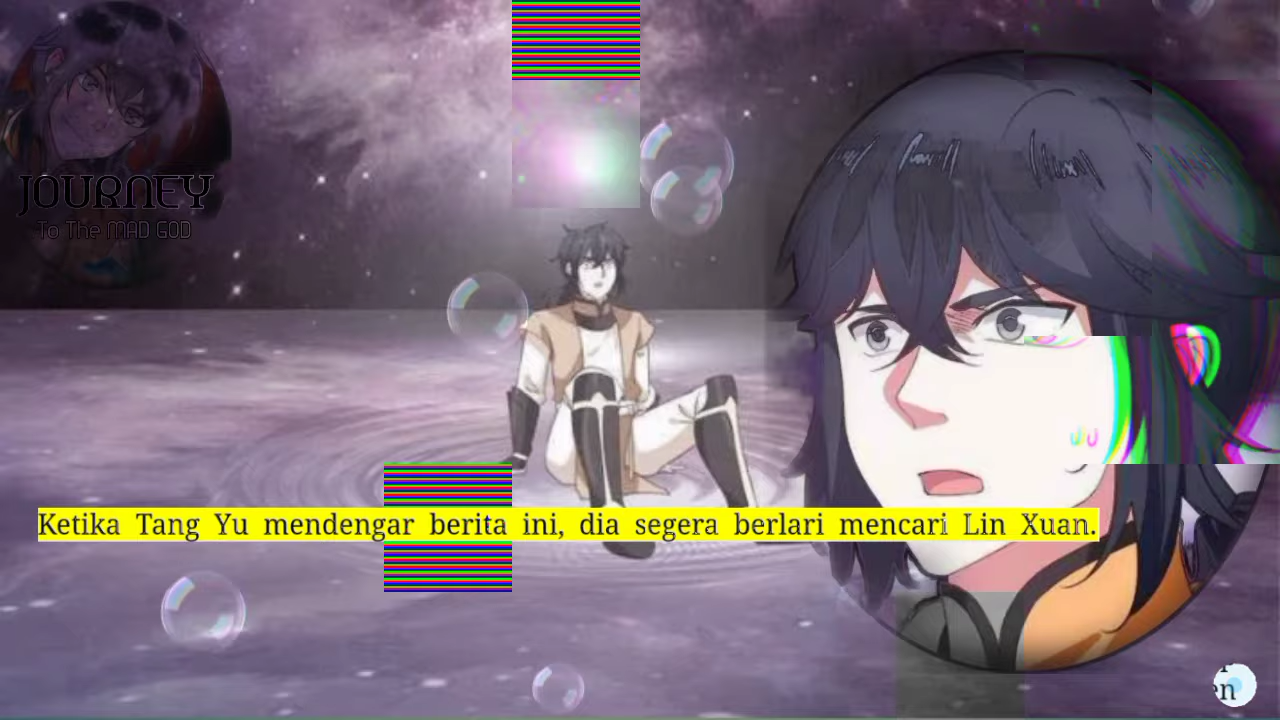 JOURNEY
To The MAD GOD
Ketika Tang Yu mendengar berita ini, dia segera berlari mencari Lin Xuan.